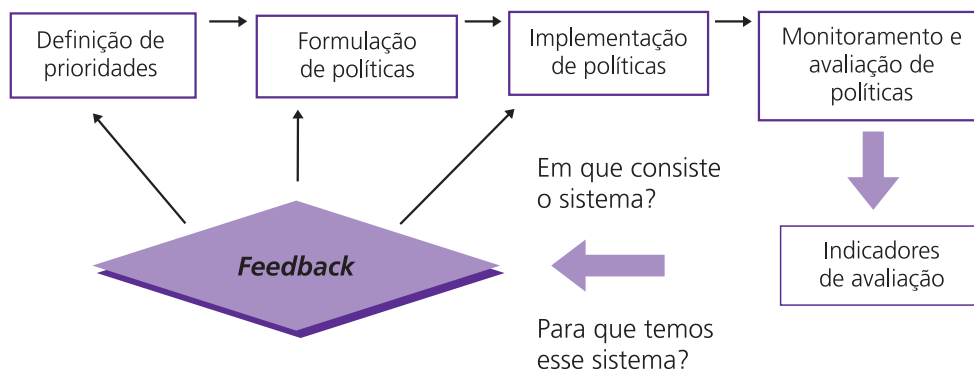 Definição de
prioridades
Formulação
de políticas
Implementação
de políticas
Monitoramento e
avaliação de
políticas
Em que consiste
o sistema?
Feedback
Indicadores
de avaliação
Para que temos
esse sistema?